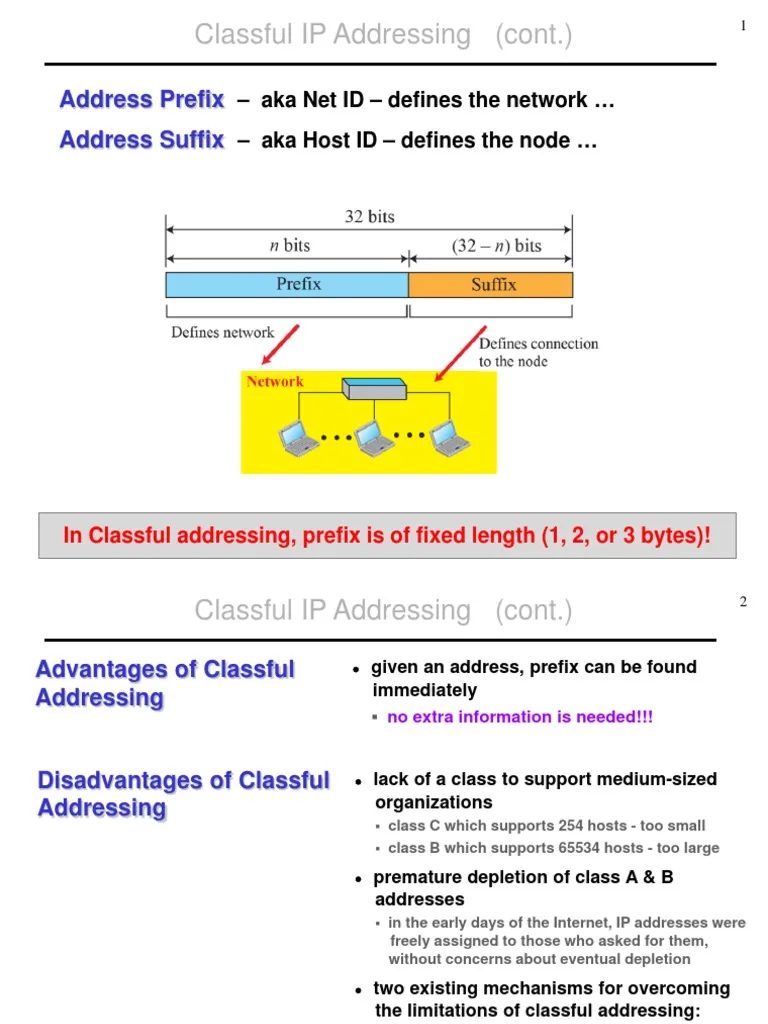 Classful IP Addressing (cont.)
1
Address Prefix – aka Net ID – defines the network …
Address Suffix – aka Host ID – defines the node …
32 bits
n bits
(32 – n) bits
Prefix
Suffix
Defines network
Defines connection
to the node
Network
In Classful addressing, prefix is of fixed length (1, 2, or 3 bytes)!
Classful IP Addressing (cont.)
2
Advantages of Classful
Addressing
• given an address, prefix can be found
immediately
▪ no extra information is needed!!!
Disadvantages of Classful
Addressing
• lack of a class to support medium-sized
organizations
▪ class C which supports 254 hosts - too small
▪ class B which supports 65534 hosts - too large
• premature depletion of class A & B
addresses
▪ in the early days of the Internet, IP addresses were
freely assigned to those who asked for them,
without concerns about eventual depletion
• two existing mechanisms for overcoming
the limitations of classful addressing: